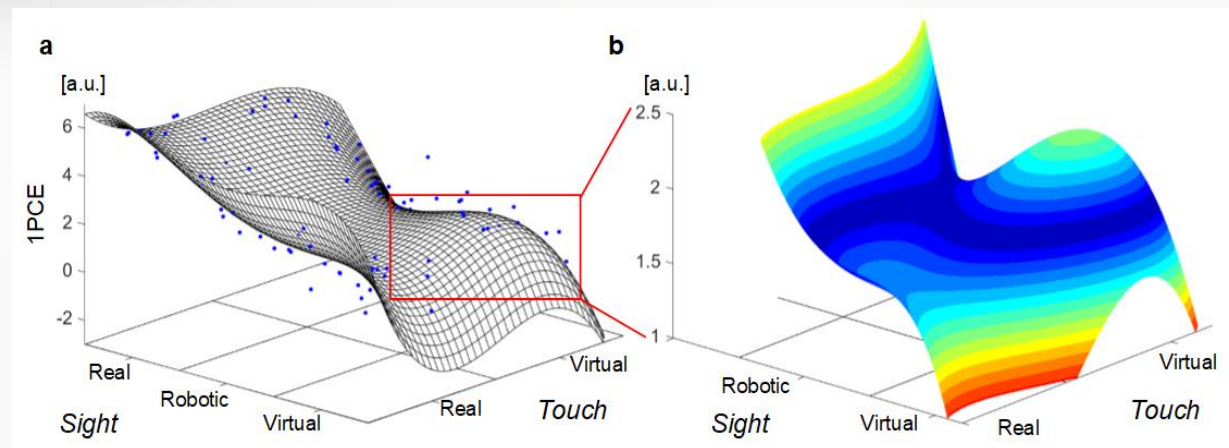 a
[a.u.]
6
4
2
0
-2
1PCE
Real
Robotic
Virtual
Sight
Real
Virtual
Touch
b
[a.u.]
2.5
2
1.5
1
Robotic
Virtual
Sight
Real
Virtual
Touch